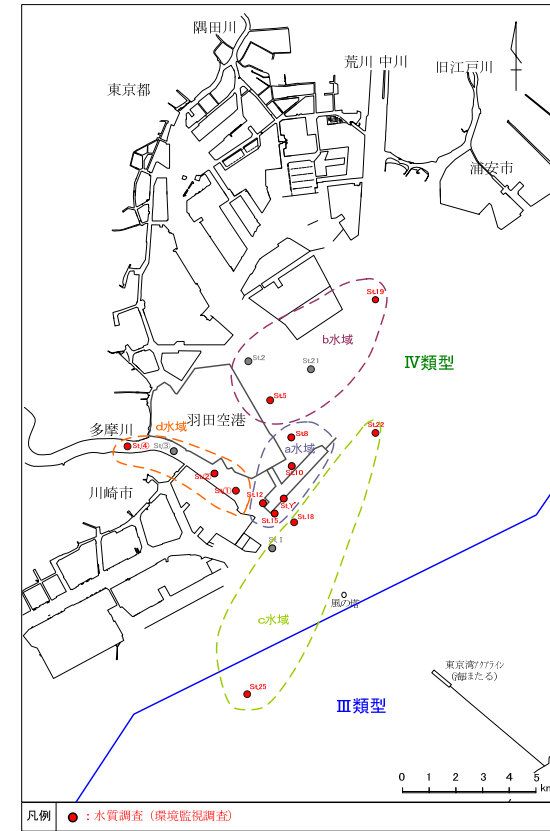 隅田川
荒川 中川
旧江戸川
東京都
浦安市
St.19
b水域
St.2
St.21
Ⅳ類型
St.5
羽田空港
多摩川
d水域
St.8
a水域
St.22
St.(4)
St.(3)
St.10
St.(2)
川崎市
St.(1)
St.12
St.Y'
St.15
St.18
St.1
風の塔
c水域
東京湾アクアライン
(海ほたる)
St.25
Ⅲ類型
0 1 2 3 4 5
km
凡例 ：水質調査（環境監視調査）